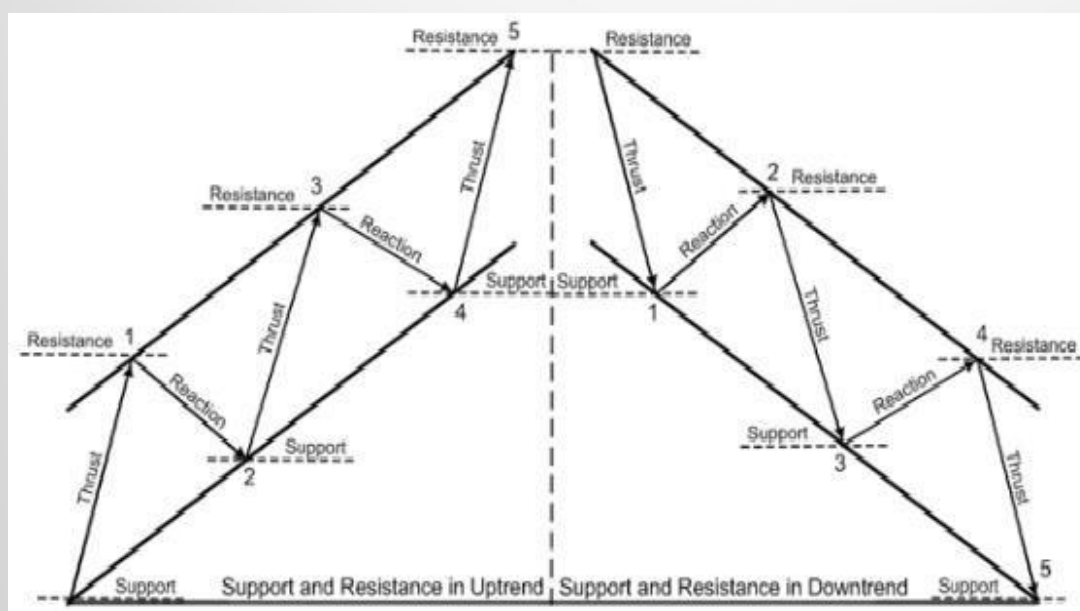 Resistance 5
Resistance
Thrust
Thrust
3
Resistance
2
Resistance
Reaction
Reaction
Support
Support
4
1
Thrust
Thrust
1
Resistance
4
Resistance
Reaction
Reaction
Support
2
Support
3
Thrust
Thrust
5
Support
Support and Resistance in Uptrend
Support and Resistance in Downtrend
Support